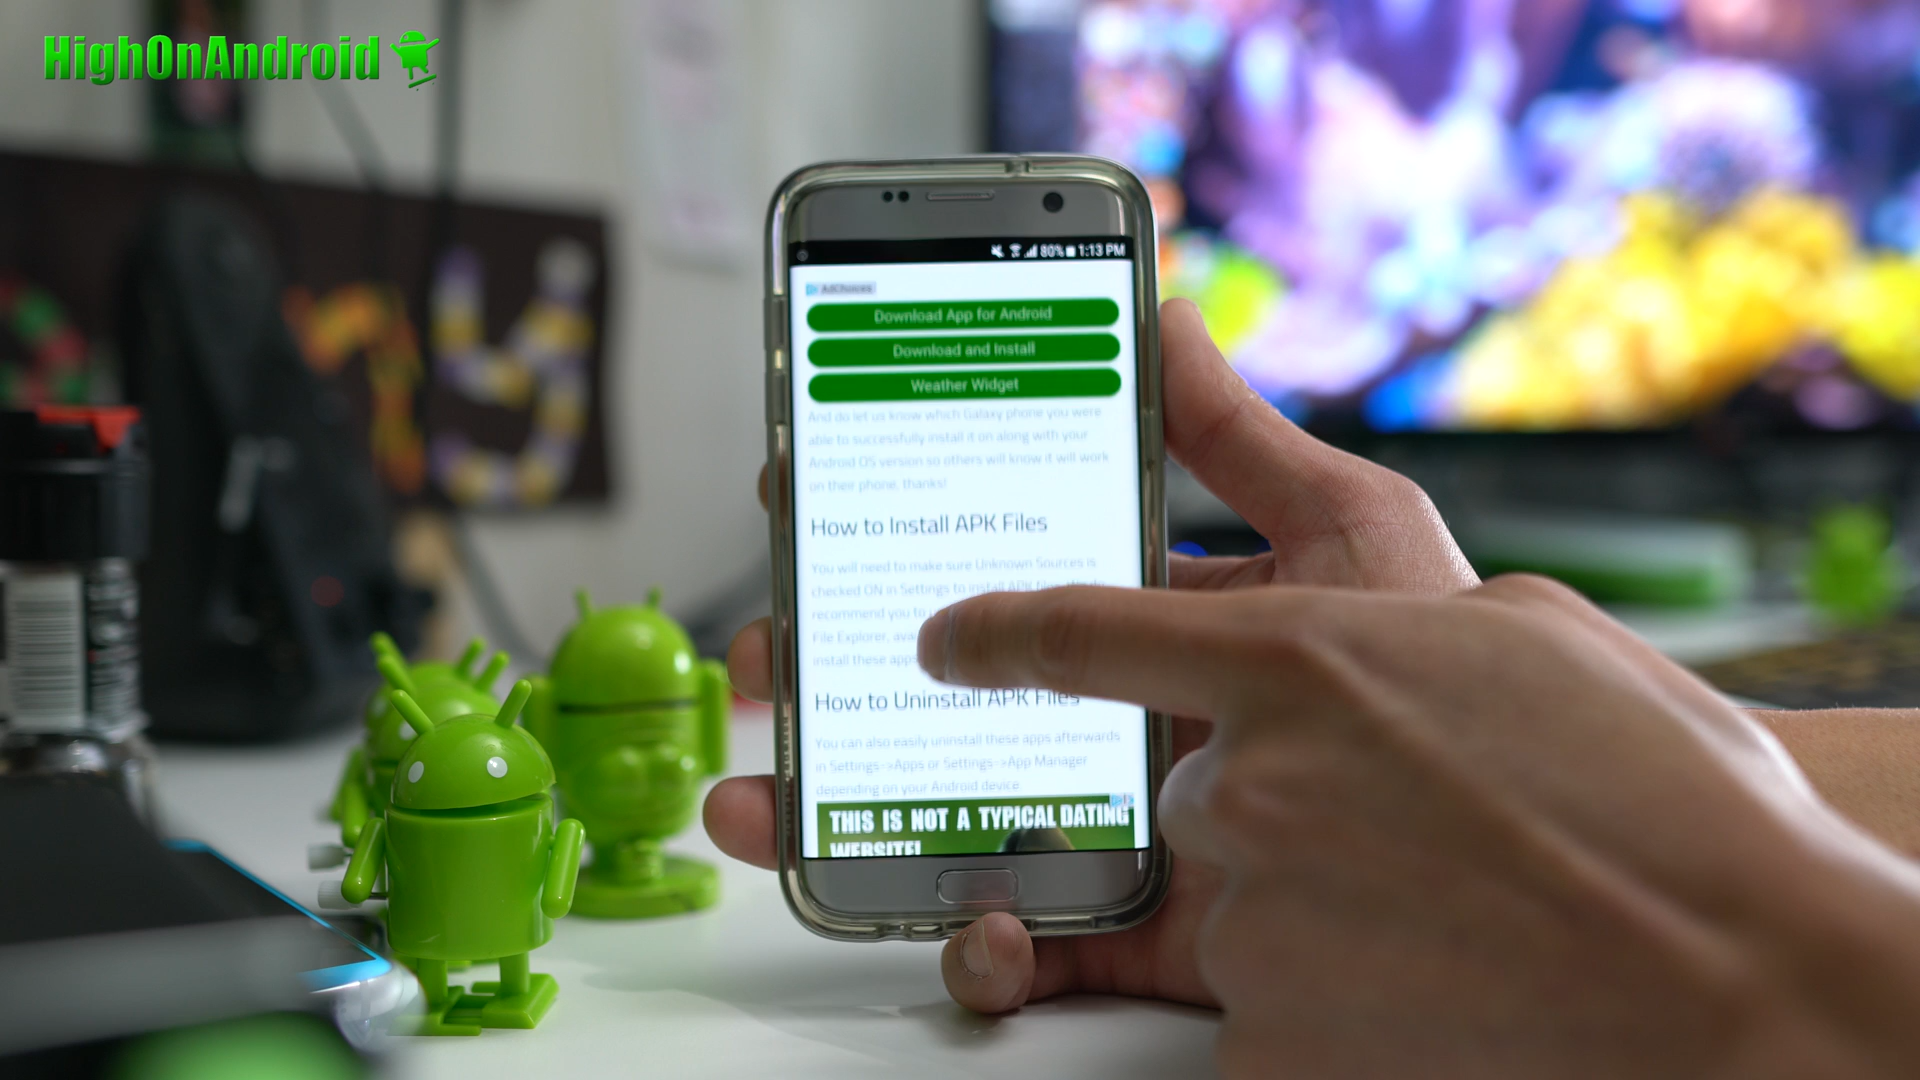 HighOnAndroid
80% 1:13 PM
AdChoices
Download App for Android
Download and Install
Weather Widget
And do let us know which Galaxy phone you were
able to successfully install it on along with your
Android OS version so others will know it will work
on their phone, thanks!
How to Install APK Files
You will need to make sure Unknown Sources is
checked ON in Settings to install APK files.
recommend you to
File Explorer,
install these apps
How to Uninstall APK Files
You can also easily uninstall these apps afterwards
in Settings->Apps or Settings->App Manager
depending on your Android device
THIS IS NOT A TYPICAL DATING
WEBSITE!